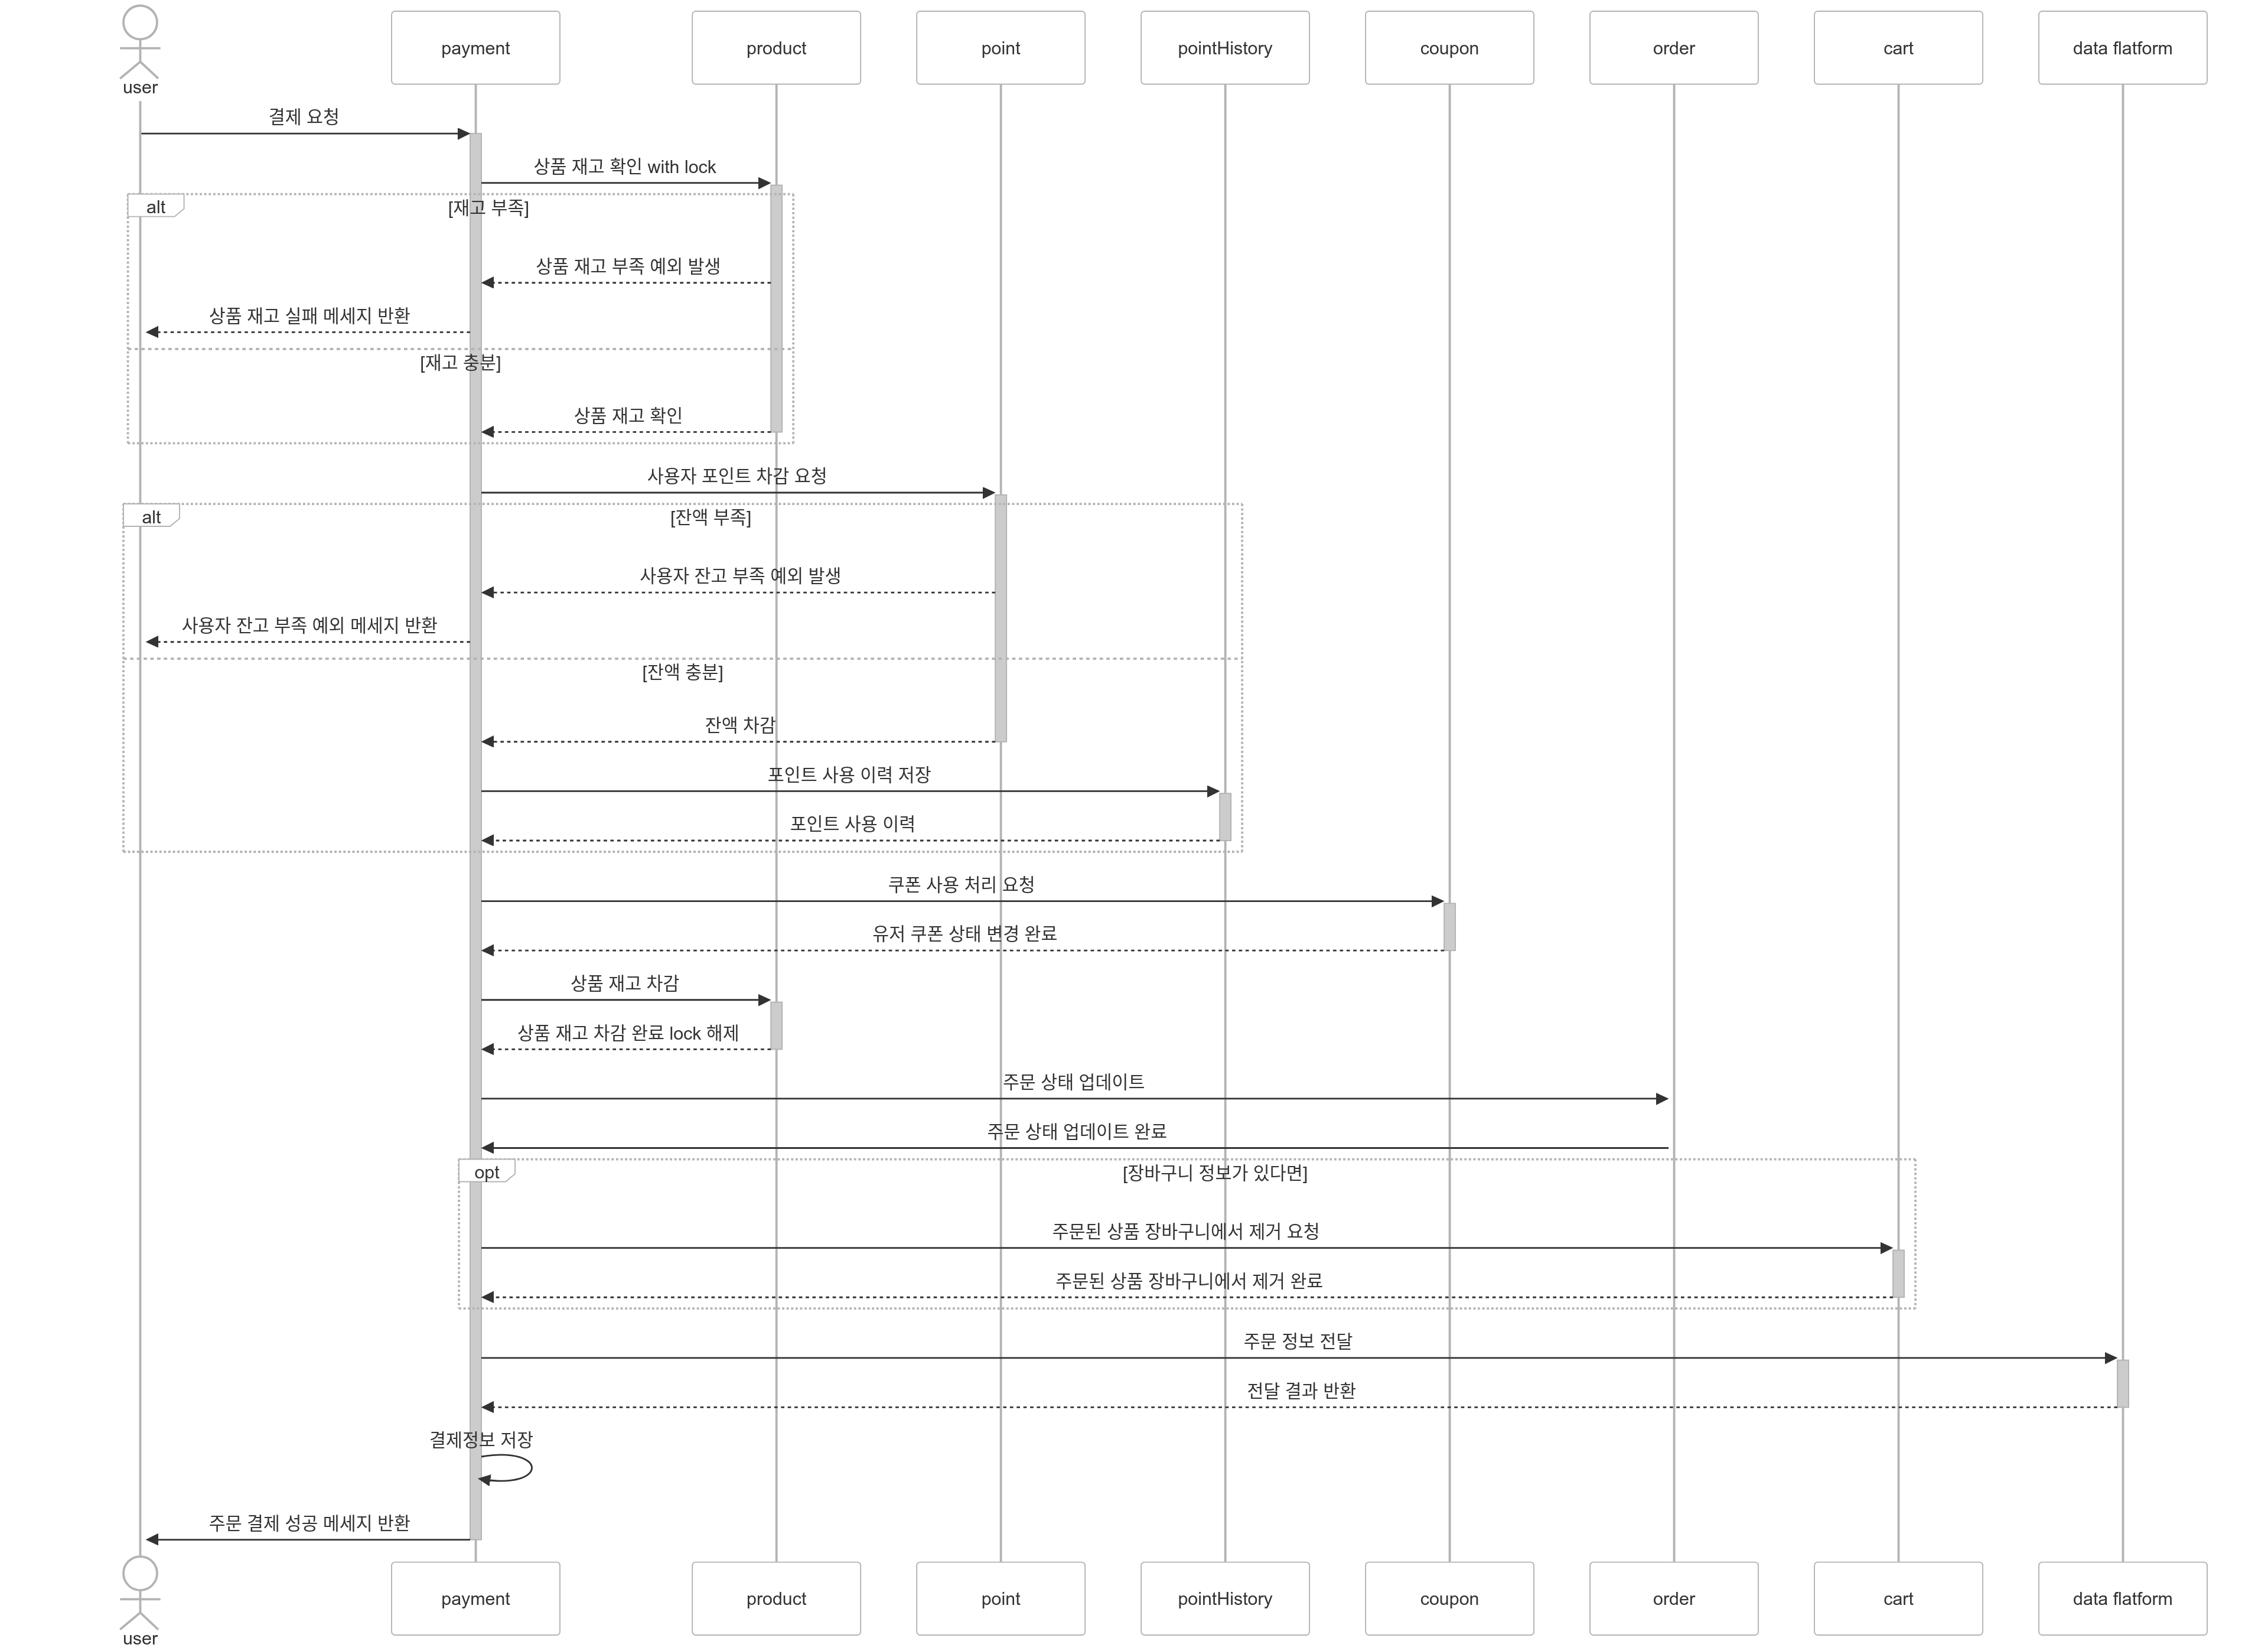 user
payment
product
point
pointHistory
coupon
order
cart
data flatform
결제 요청
상품 재고 확인 with lock
alt
[재고 부족]
상품 재고 부족 예외 발생
상품 재고 실패 메세지 반환
[재고 충분]
상품 재고 확인
사용자 포인트 차감 요청
alt
[잔액 부족]
사용자 잔고 부족 예외 발생
사용자 잔고 부족 예외 메세지 반환
[잔액 충분]
잔액 차감
포인트 사용 이력 저장
포인트 사용 이력
쿠폰 사용 처리 요청
유저 쿠폰 상태 변경 완료
상품 재고 차감
상품 재고 차감 완료 lock 해제
주문 상태 업데이트
주문 상태 업데이트 완료
opt
[장바구니 정보가 있다면]
주문된 상품 장바구니에서 제거 요청
주문된 상품 장바구니에서 제거 완료
주문 정보 전달
전달 결과 반환
결제정보 저장
주문 결제 성공 메세지 반환
user
payment
product
point
pointHistory
coupon
order
cart
data flatform